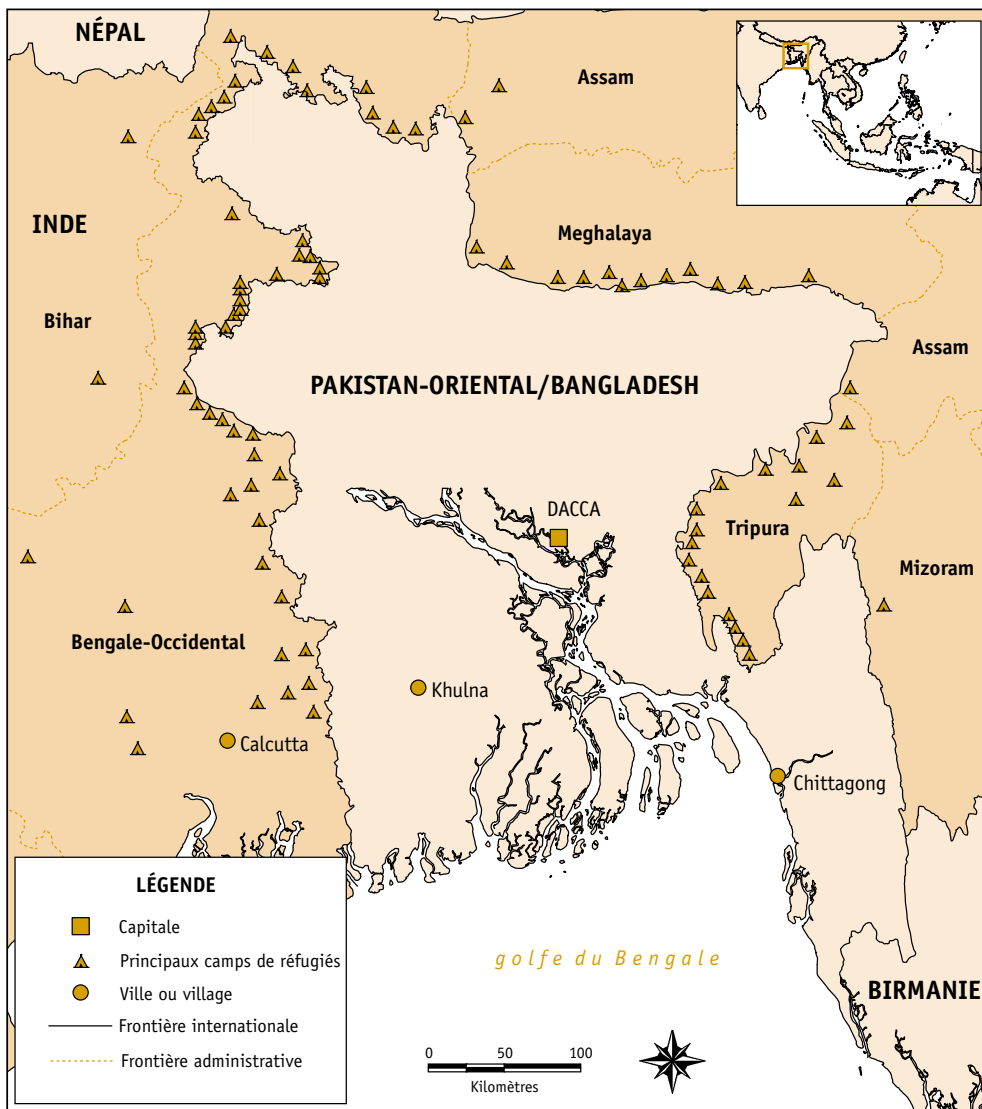 NÉPAL
Assam
INDE
Meghalaya
Bihar
Assam
PAKISTAN-ORIENTAL/BANGLADESH
DACCA
Tripura
Mizoram
Bengale-Occidental
Khulna
Calcutta
Chittagong
LÉGENDE
Capitale
Principaux camps de réfugiés
Ville ou village
Frontière internationale
Frontière administrative
golfe du Bengale
BIRMANIE
0 50 100
Kilomètres